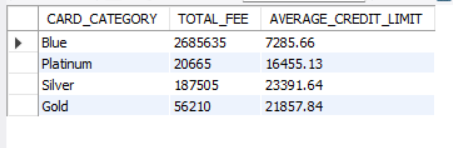 CARD_CATEGORY TOTAL_FEE AVERAGE_CREDIT_LIMIT
Blue 2685635 7285.66
Platinum 20665 16455.13
Silver 187505 23391.64
Gold 56210 21857.84